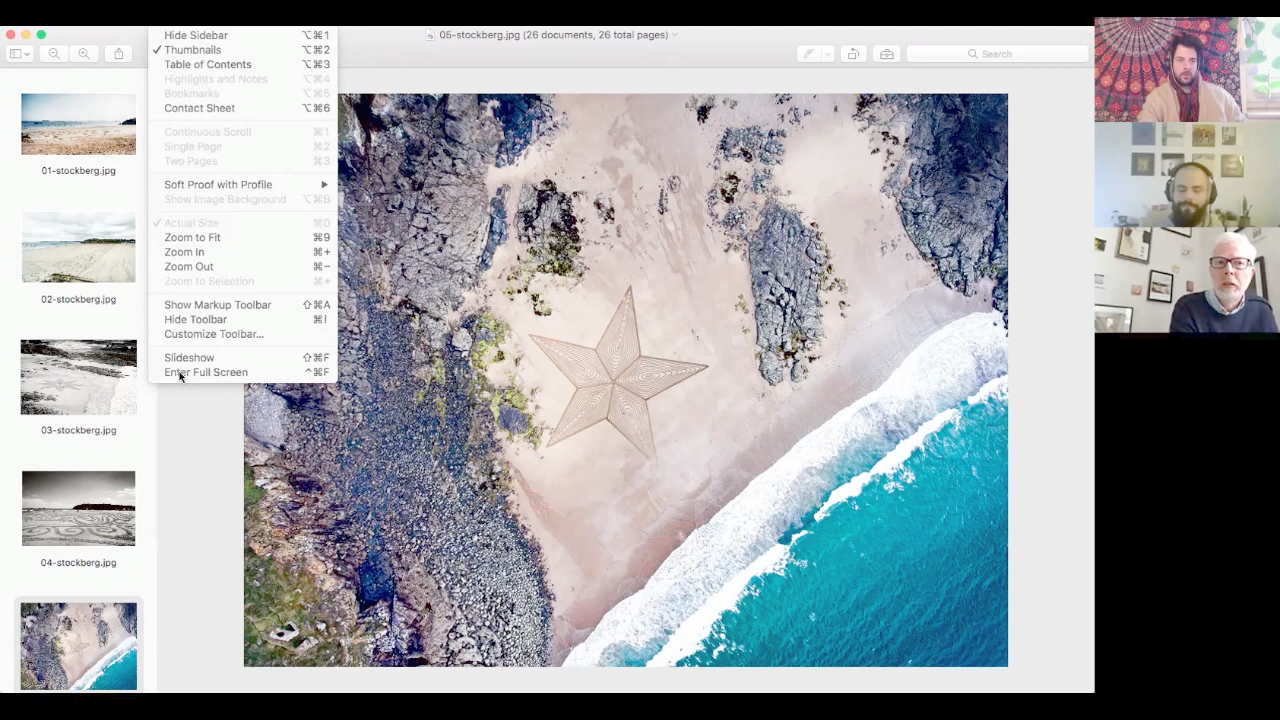 05-stockberg.jpg (26 documents, 26 total pages)
Search
Hide Sidebar ⌥⌘1
✓ Thumbnails ⌥⌘2
Table of Contents ⌥⌘3
Highlights and Notes ⌥⌘4
Bookmarks ⌥⌘5
Contact Sheet ⌥⌘6
Continuous Scroll ⌘1
Single Page ⌘2
Two Pages ⌘3
Soft Proof with Profile
Show Image Background ⌥⌘B
✓ Actual Size ⌘0
Zoom to Fit ⌘9
Zoom In ⌘+
Zoom Out ⌘−
Zoom to Selection ⌘*
Show Markup Toolbar ⇧⌘A
Hide Toolbar ⌘I
Customize Toolbar...
Slideshow ⇧⌘F
Enter Full Screen ^⌘F
01-stockberg.jpg
02-stockberg.jpg
03-stockberg.jpg
04-stockberg.jpg